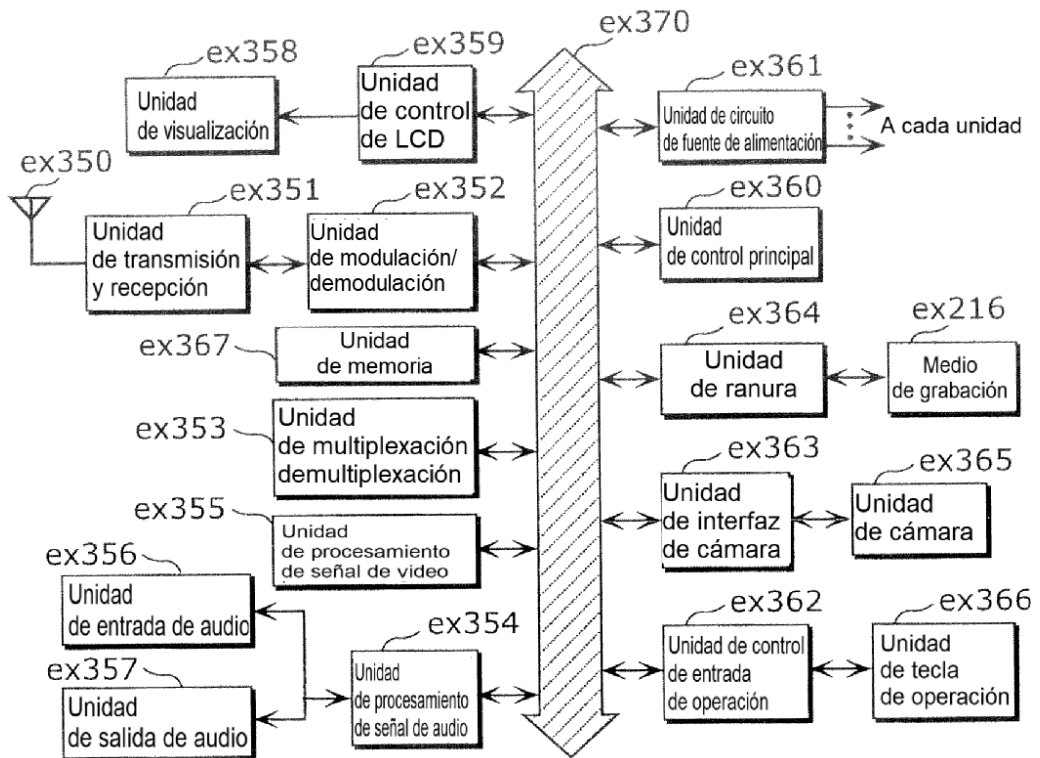 ex370
ex358
ex359
ex361
Unidad
de visualización
Unidad
de control
de LCD
Unidad de circuito
de fuente de alimentación
A cada unidad
ex350
ex351
ex352
ex360
Unidad
de transmisión
y recepción
Unidad
de modulación/
demodulación
Unidad
de control principal
ex367
Unidad
de memoria
ex364
ex216
Unidad
de ranura
Medio
de grabación
ex353
Unidad
de multiplexación
demultiplexación
ex363
ex365
Unidad
de interfaz
de cámara
Unidad
de cámara
ex355
Unidad
de procesamiento
de señal de video
ex356
Unidad
de entrada de audio
ex354
ex362
ex366
Unidad de control
de entrada
de operación
Unidad
de tecla
de operación
ex357
Unidad
de salida de audio
Unidad
de procesamiento
de señal de audio